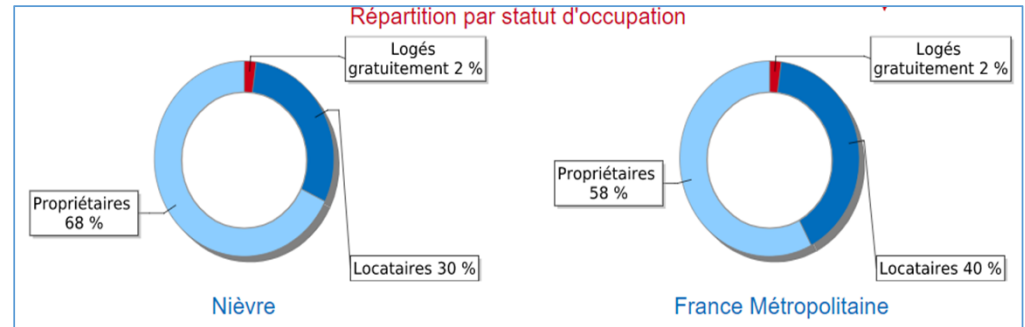 Répartition par statut d'occupation
Logés
gratuitement 2 %
Propriétaires
68 %
Locataires 30 %
Nièvre
Logés
gratuitement 2 %
Propriétaires
58 %
Locataires 40 %
France Métropolitaine